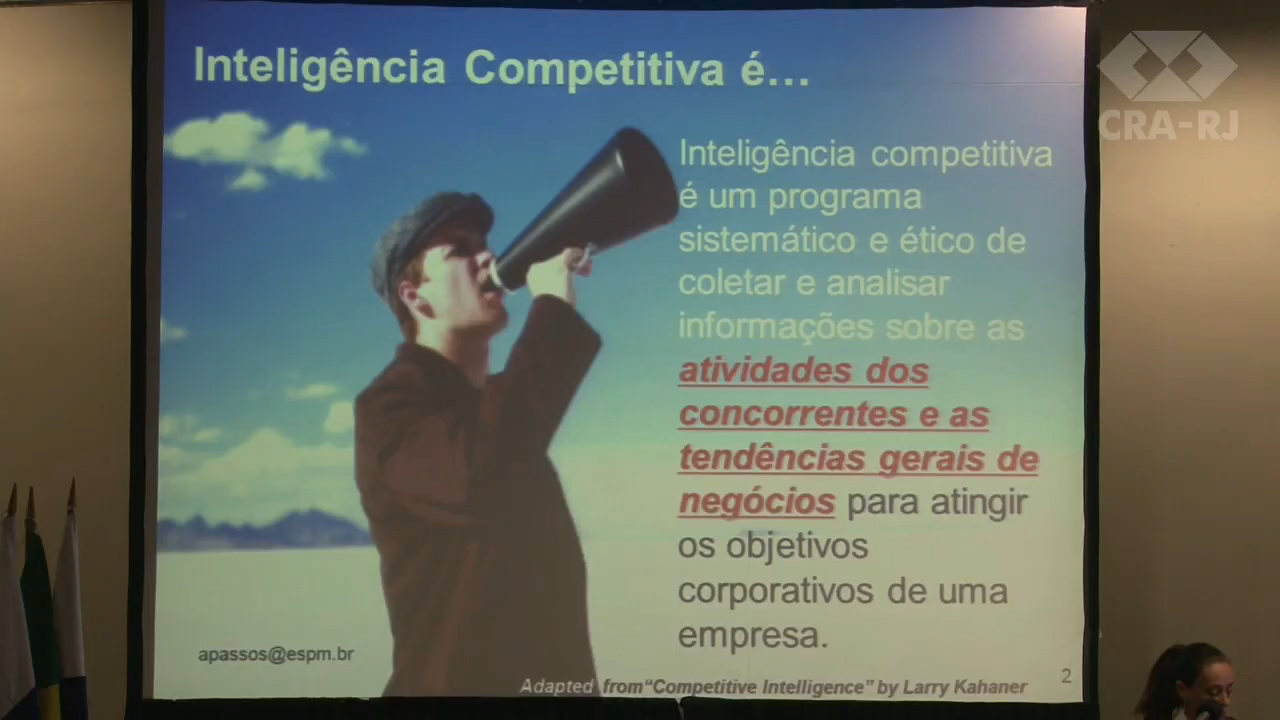 Inteligência Competitiva é...
CRA-RJ
Inteligência competitiva
é um programa
sistemático e ético de
coletar e analisar
informações sobre as
atividades dos
concorrentes e as
tendências gerais de
negócios para atingir
os objetivos
corporativos de uma
empresa.
apassos@espm.br
Adapted from“Competitive Intelligence” by Larry Kahaner
2